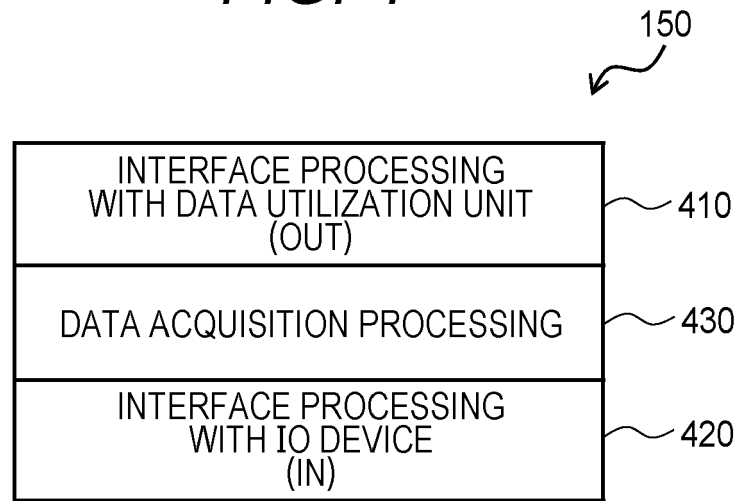 150
INTERFACE PROCESSING
WITH DATA UTILIZATION UNIT
(OUT)
410
DATA ACQUISITION PROCESSING
430
INTERFACE PROCESSING
WITH IO DEVICE
(IN)
420